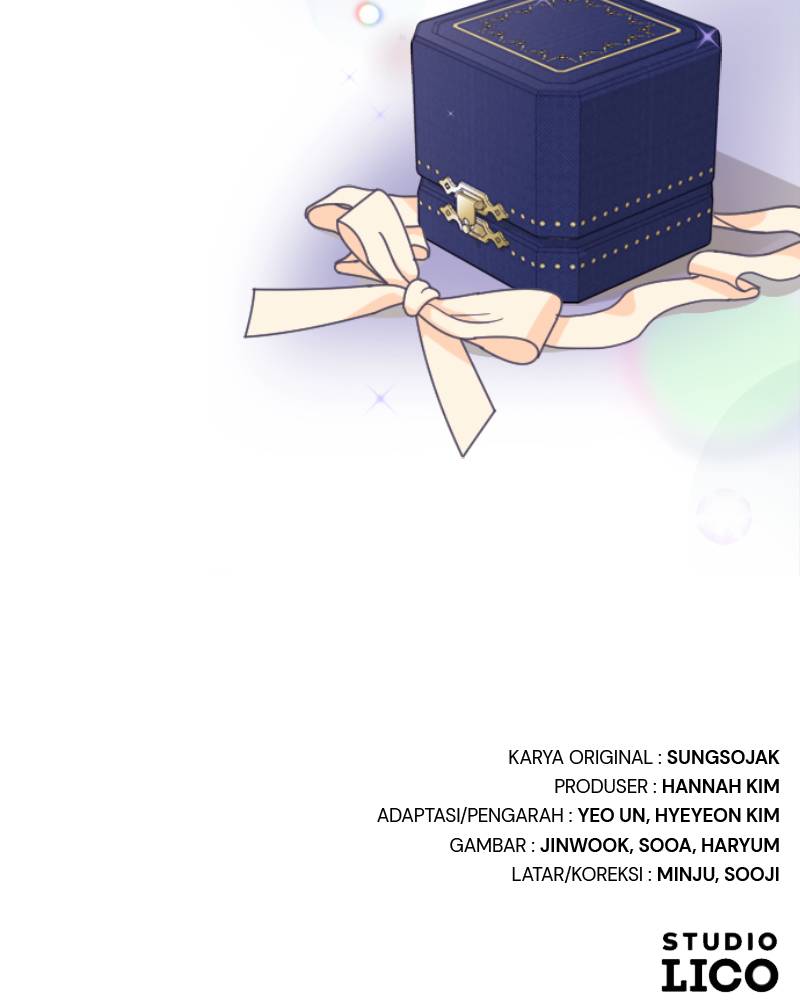 KARYA ORIGINAL : SUNGSOJAK
PRODUSER : HANNAH KIM
ADAPTASI/PENGARAH : YEO UN, HYEYEON KIM
GAMBAR : JINWOOK, SOOA, HARYUM
LATAR/KOREKSI : MINJU, SOOJI
STUDIO
LICO